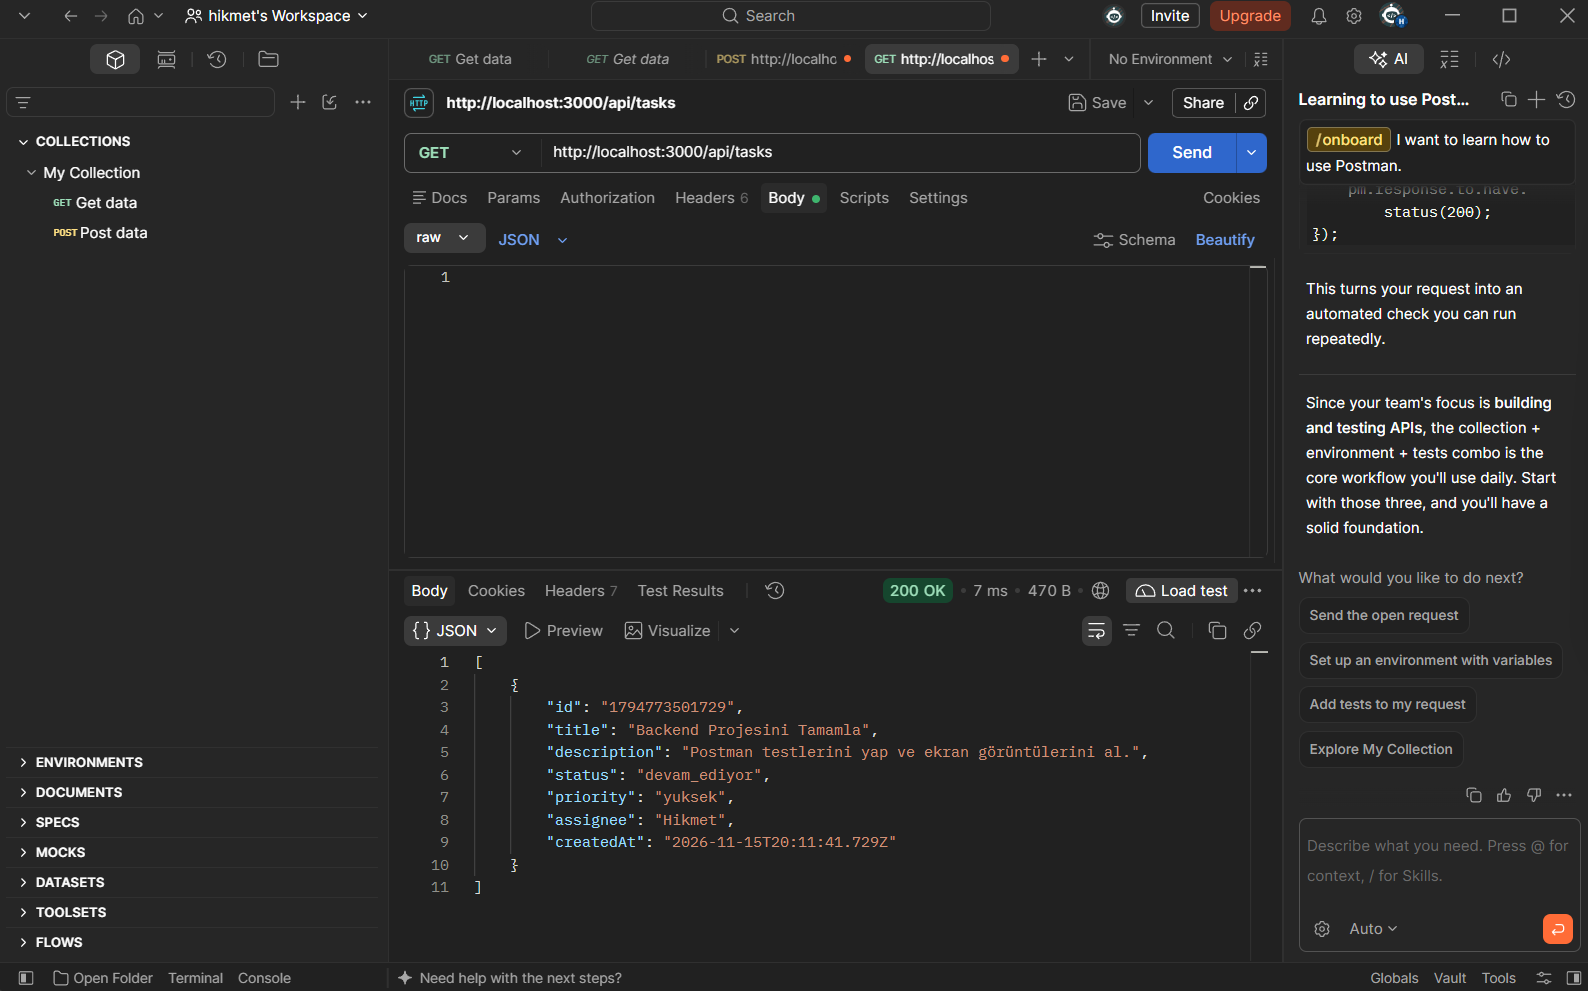 hikmet's Workspace
Search
Invite
Upgrade
GET Get data
GET Get data
POST http://localhc
GET http://localhos
No Environment
AI
COLLECTIONS
My Collection
GET Get data
POST Post data
ENVIRONMENTS
DOCUMENTS
SPECS
MOCKS
DATASETS
TOOLSETS
FLOWS
HTTP
http://localhost:3000/api/tasks
Save
Share
GET
http://localhost:3000/api/tasks
Send
Docs
Params
Authorization
Headers 6
Body
Scripts
Settings
Cookies
raw
JSON
Schema
Beautify
1
Body
Cookies
Headers 7
Test Results
200 OK
7 ms
470 B
Load test
{} JSON
Preview
Visualize
1 [
2 {
3 "id": "1794773501729",
4 "title": "Backend Projesini Tamamla",
5 "description": "Postman testlerini yap ve ekran görüntülerini al.",
6 "status": "devam_ediyor",
7 "priority": "yuksek",
8 "assignee": "Hikmet",
9 "createdAt": "2026-11-15T20:11:41.729Z"
10 }
11 ]
Learning to use Post...
/onboard I want to learn how to
use Postman.
pm.response.to.have.
status(200);
});
This turns your request into an
automated check you can run
repeatedly.
Since your team's focus is building
and testing APIs, the collection +
environment + tests combo is the
core workflow you'll use daily. Start
with those three, and you'll have a
solid foundation.
What would you like to do next?
Send the open request
Set up an environment with variables
Add tests to my request
Explore My Collection
Describe what you need. Press @ for
context, / for Skills.
Auto
Open Folder
Terminal
Console
Need help with the next steps?
Globals
Vault
Tools